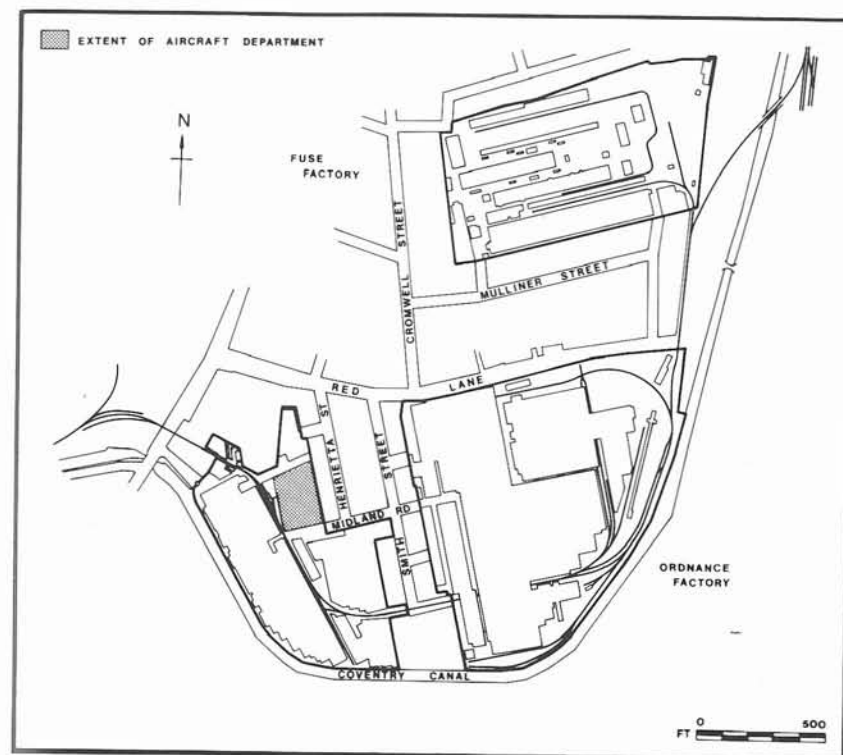 EXTENT OF AIRCRAFT DEPARTMENT
N
FUSE
FACTORY
CROMWELL STREET
MULLINER STREET
RED LANE
HENRIETTA ST
SMITH STREET
MIDLAND RD
ORDNANCE
FACTORY
COVENTRY CANAL
0 500
FT